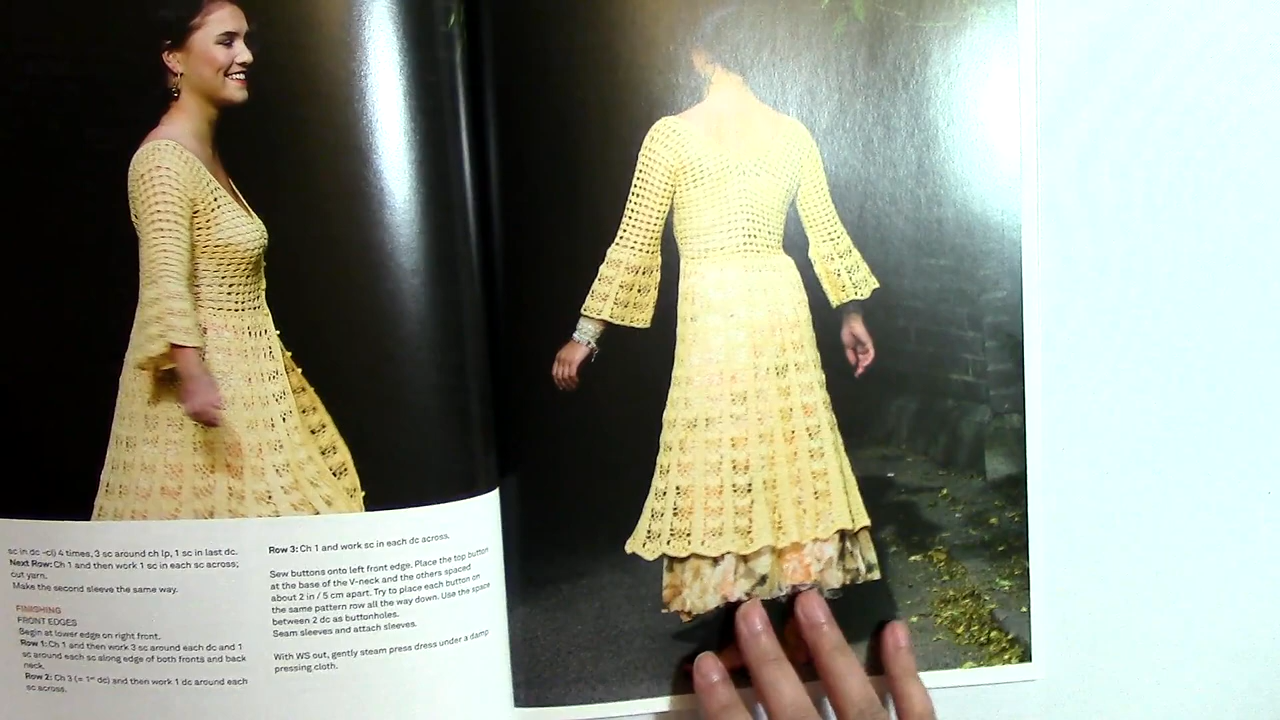 sc in dc -cl) 4 times, 3 sc around ch lp, 1 sc in last dc.
Next Row: Ch 1 and then work 1 sc in each sc across;
cut yarn.
Make the second sleeve the same way.
FINISHING
FRONT EDGES
Begin at lower edge on right front.
Row 1: Ch 1 and then work 3 sc around each dc and 1
sc around each sc along edge of both fronts and back
neck.
Row 2: Ch 3 (= 1st dc) and then work 1 dc around each
sc across.
Row 3: Ch 1 and work sc in each dc across.
Sew buttons onto left front edge. Place the top button
at the base of the V-neck and the others spaced
about 2 in / 5 cm apart. Try to place each button on
the same pattern row all the way down. Use the space
between 2 dc as buttonholes.
Seam sleeves and attach sleeves.
With WS out, gently steam press dress under a damp
pressing cloth.